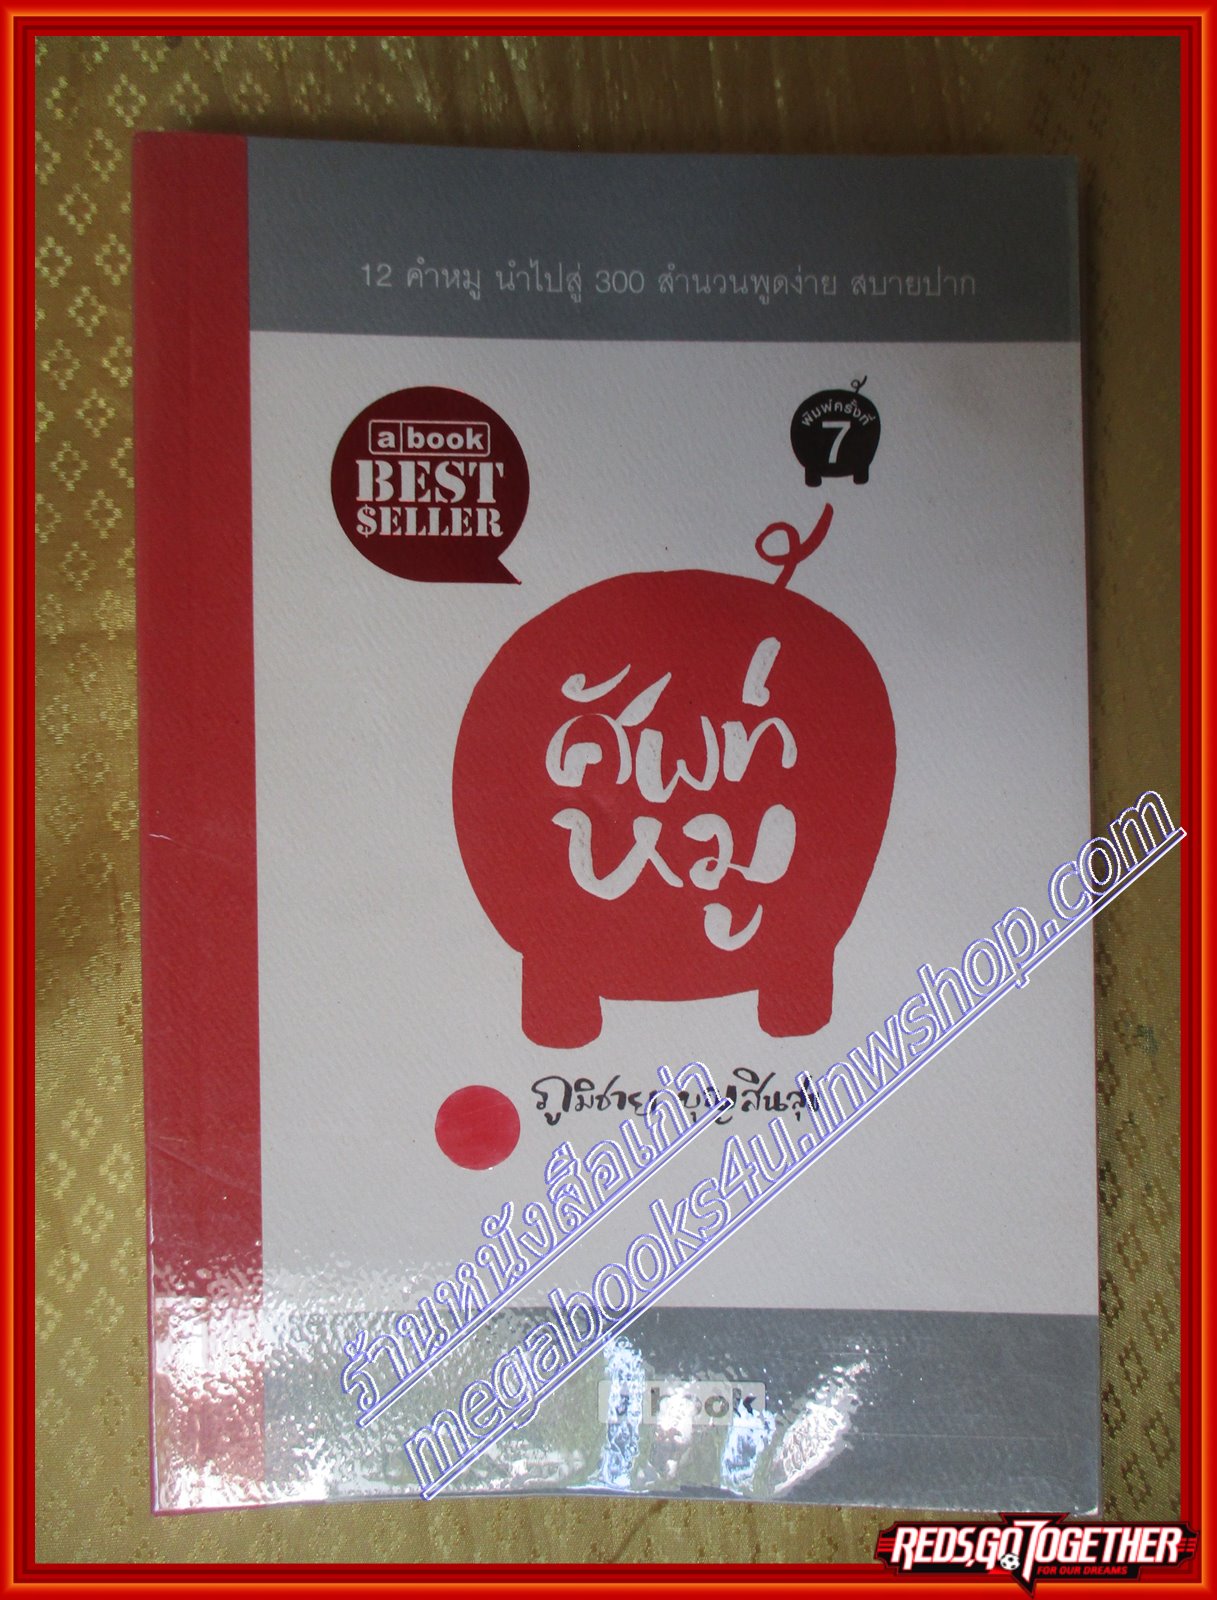 12 คำหมู นำไปสู่ 300 สำนวนพูดง่าย สบายปาก
a book
BEST
$ELLER
พิมพ์ครั้งที่
7
ศัพท์
หมู
ภูมิชาย บุญสินสุข
ร้านหนังสือเก่า
megabooks4u.lnwshop.com
a book
REDS,GO TOGETHER
FOR OUR DREAMS